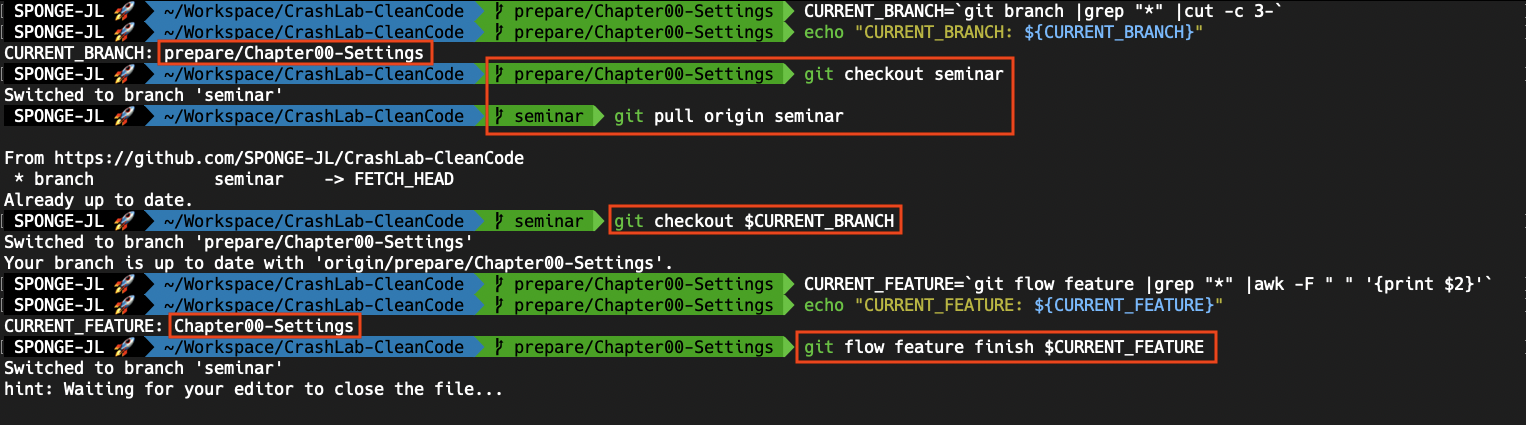 SPONGE-JL 🚀 ~/Workspace/CrashLab-CleanCode prepare/Chapter00-Settings CURRENT_BRANCH=`git branch |grep "*" |cut -c 3-`
SPONGE-JL 🚀 ~/Workspace/CrashLab-CleanCode prepare/Chapter00-Settings echo "CURRENT_BRANCH: ${CURRENT_BRANCH}"
CURRENT_BRANCH: prepare/Chapter00-Settings
SPONGE-JL 🚀 ~/Workspace/CrashLab-CleanCode prepare/Chapter00-Settings git checkout seminar
Switched to branch 'seminar'
SPONGE-JL 🚀 ~/Workspace/CrashLab-CleanCode seminar git pull origin seminar
From https://github.com/SPONGE-JL/CrashLab-CleanCode
* branch seminar -> FETCH_HEAD
Already up to date.
SPONGE-JL 🚀 ~/Workspace/CrashLab-CleanCode seminar git checkout $CURRENT_BRANCH
Switched to branch 'prepare/Chapter00-Settings'
Your branch is up to date with 'origin/prepare/Chapter00-Settings'.
SPONGE-JL 🚀 ~/Workspace/CrashLab-CleanCode prepare/Chapter00-Settings CURRENT_FEATURE=`git flow feature |grep "*" |awk -F " " '{print $2}'`
SPONGE-JL 🚀 ~/Workspace/CrashLab-CleanCode prepare/Chapter00-Settings echo "CURRENT_FEATURE: ${CURRENT_FEATURE}"
CURRENT_FEATURE: Chapter00-Settings
SPONGE-JL 🚀 ~/Workspace/CrashLab-CleanCode prepare/Chapter00-Settings git flow feature finish $CURRENT_FEATURE
Switched to branch 'seminar'
hint: Waiting for your editor to close the file...